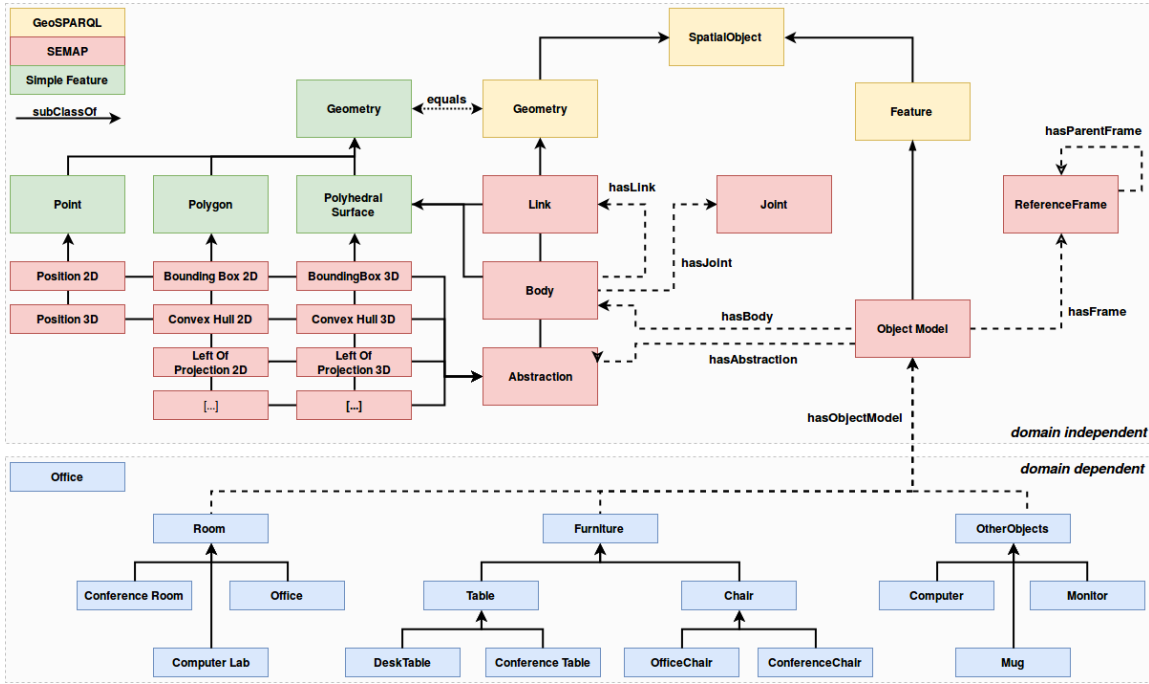 GeoSPARQL
SEMAP
Simple Feature
subClassOf
SpatialObject
Geometry
equals
Geometry
Feature
hasParentFrame
Point
Polygon
Polyhedral
Surface
Link
hasLink
Joint
ReferenceFrame
hasJoint
Position 2D
Bounding Box 2D
BoundingBox 3D
Body
Position 3D
Convex Hull 2D
Convex Hull 3D
hasBody
Object Model
hasFrame
Left Of
Projection 2D
Left Of
Projection 3D
Abstraction
hasAbstraction
[...]
[...]
hasObjectModel
domain independent
domain dependent
Office
Room
Furniture
OtherObjects
Conference Room
Office
Table
Chair
Computer
Monitor
Computer Lab
DeskTable
Conference Table
OfficeChair
ConferenceChair
Mug